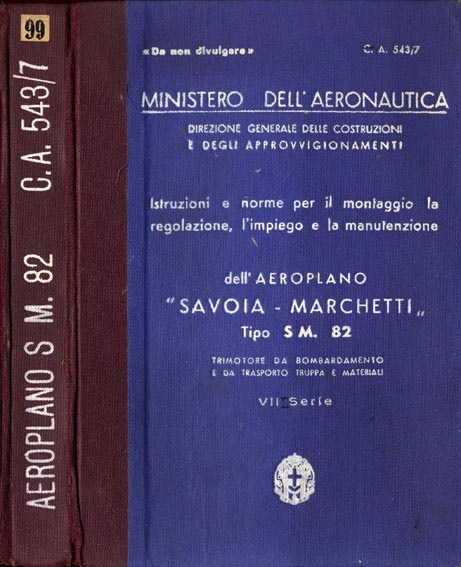 99
AEROPLANO S M. 82 C.A. 543/7
« Da non divulgare » C. A. 543/7
MINISTERO DELL'AERONAUTICA
DIREZIONE GENERALE DELLE COSTRUZIONI
E DEGLI APPROVVIGIONAMENTI
Istruzioni e norme per il montaggio la
regolazione, l'impiego e la manutenzione
dell'AEROPLANO
"SAVOIA - MARCHETTI„
Tipo S M. 82
TRIMOTORE DA BOMBARDAMENTO
E DA TRASPORTO TRUPPA E MATERIALI
VIII Serie